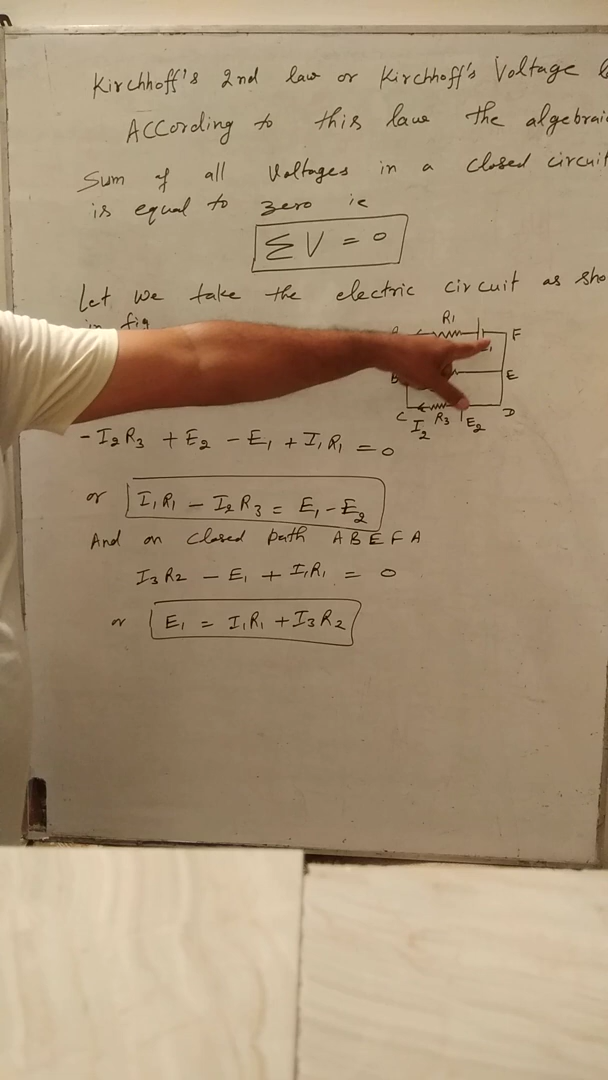 Kirchhoff's 2nd law or Kirchhoff's Voltage
According to this law the algebrai
Sum of all Voltages in a closed circuit
is equal to zero ie
ΣV = 0
Let we take the electric circuit as sho
in fig
R1
F
E
C I2 R3 E2 D
-I2R3 + E2 - E1 + I1R1 = 0
or I1R1 - I2R3 = E1 - E2
And on closed path ABEFA
I3R2 - E1 + I1R1 = 0
or E1 = I1R1 + I3R2